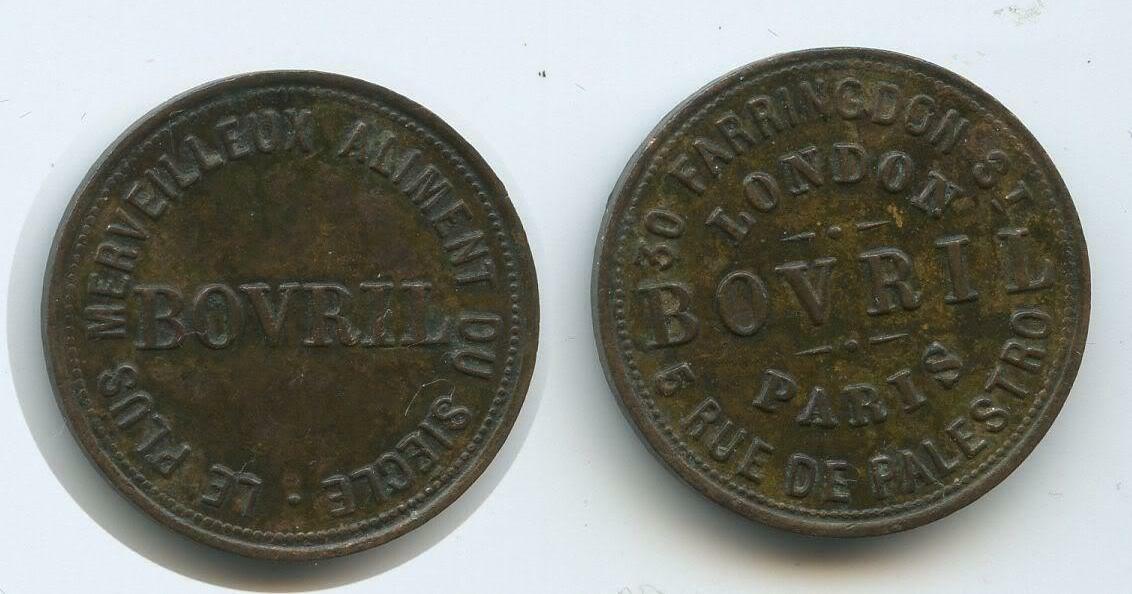 LE PLUS MERVEILLEUX ALIMENT DU SIECLE •
BOVRIL
30 FARRINGDON ST
LONDON
BOVRIL
PARIS
5 RUE DE PALESTRO